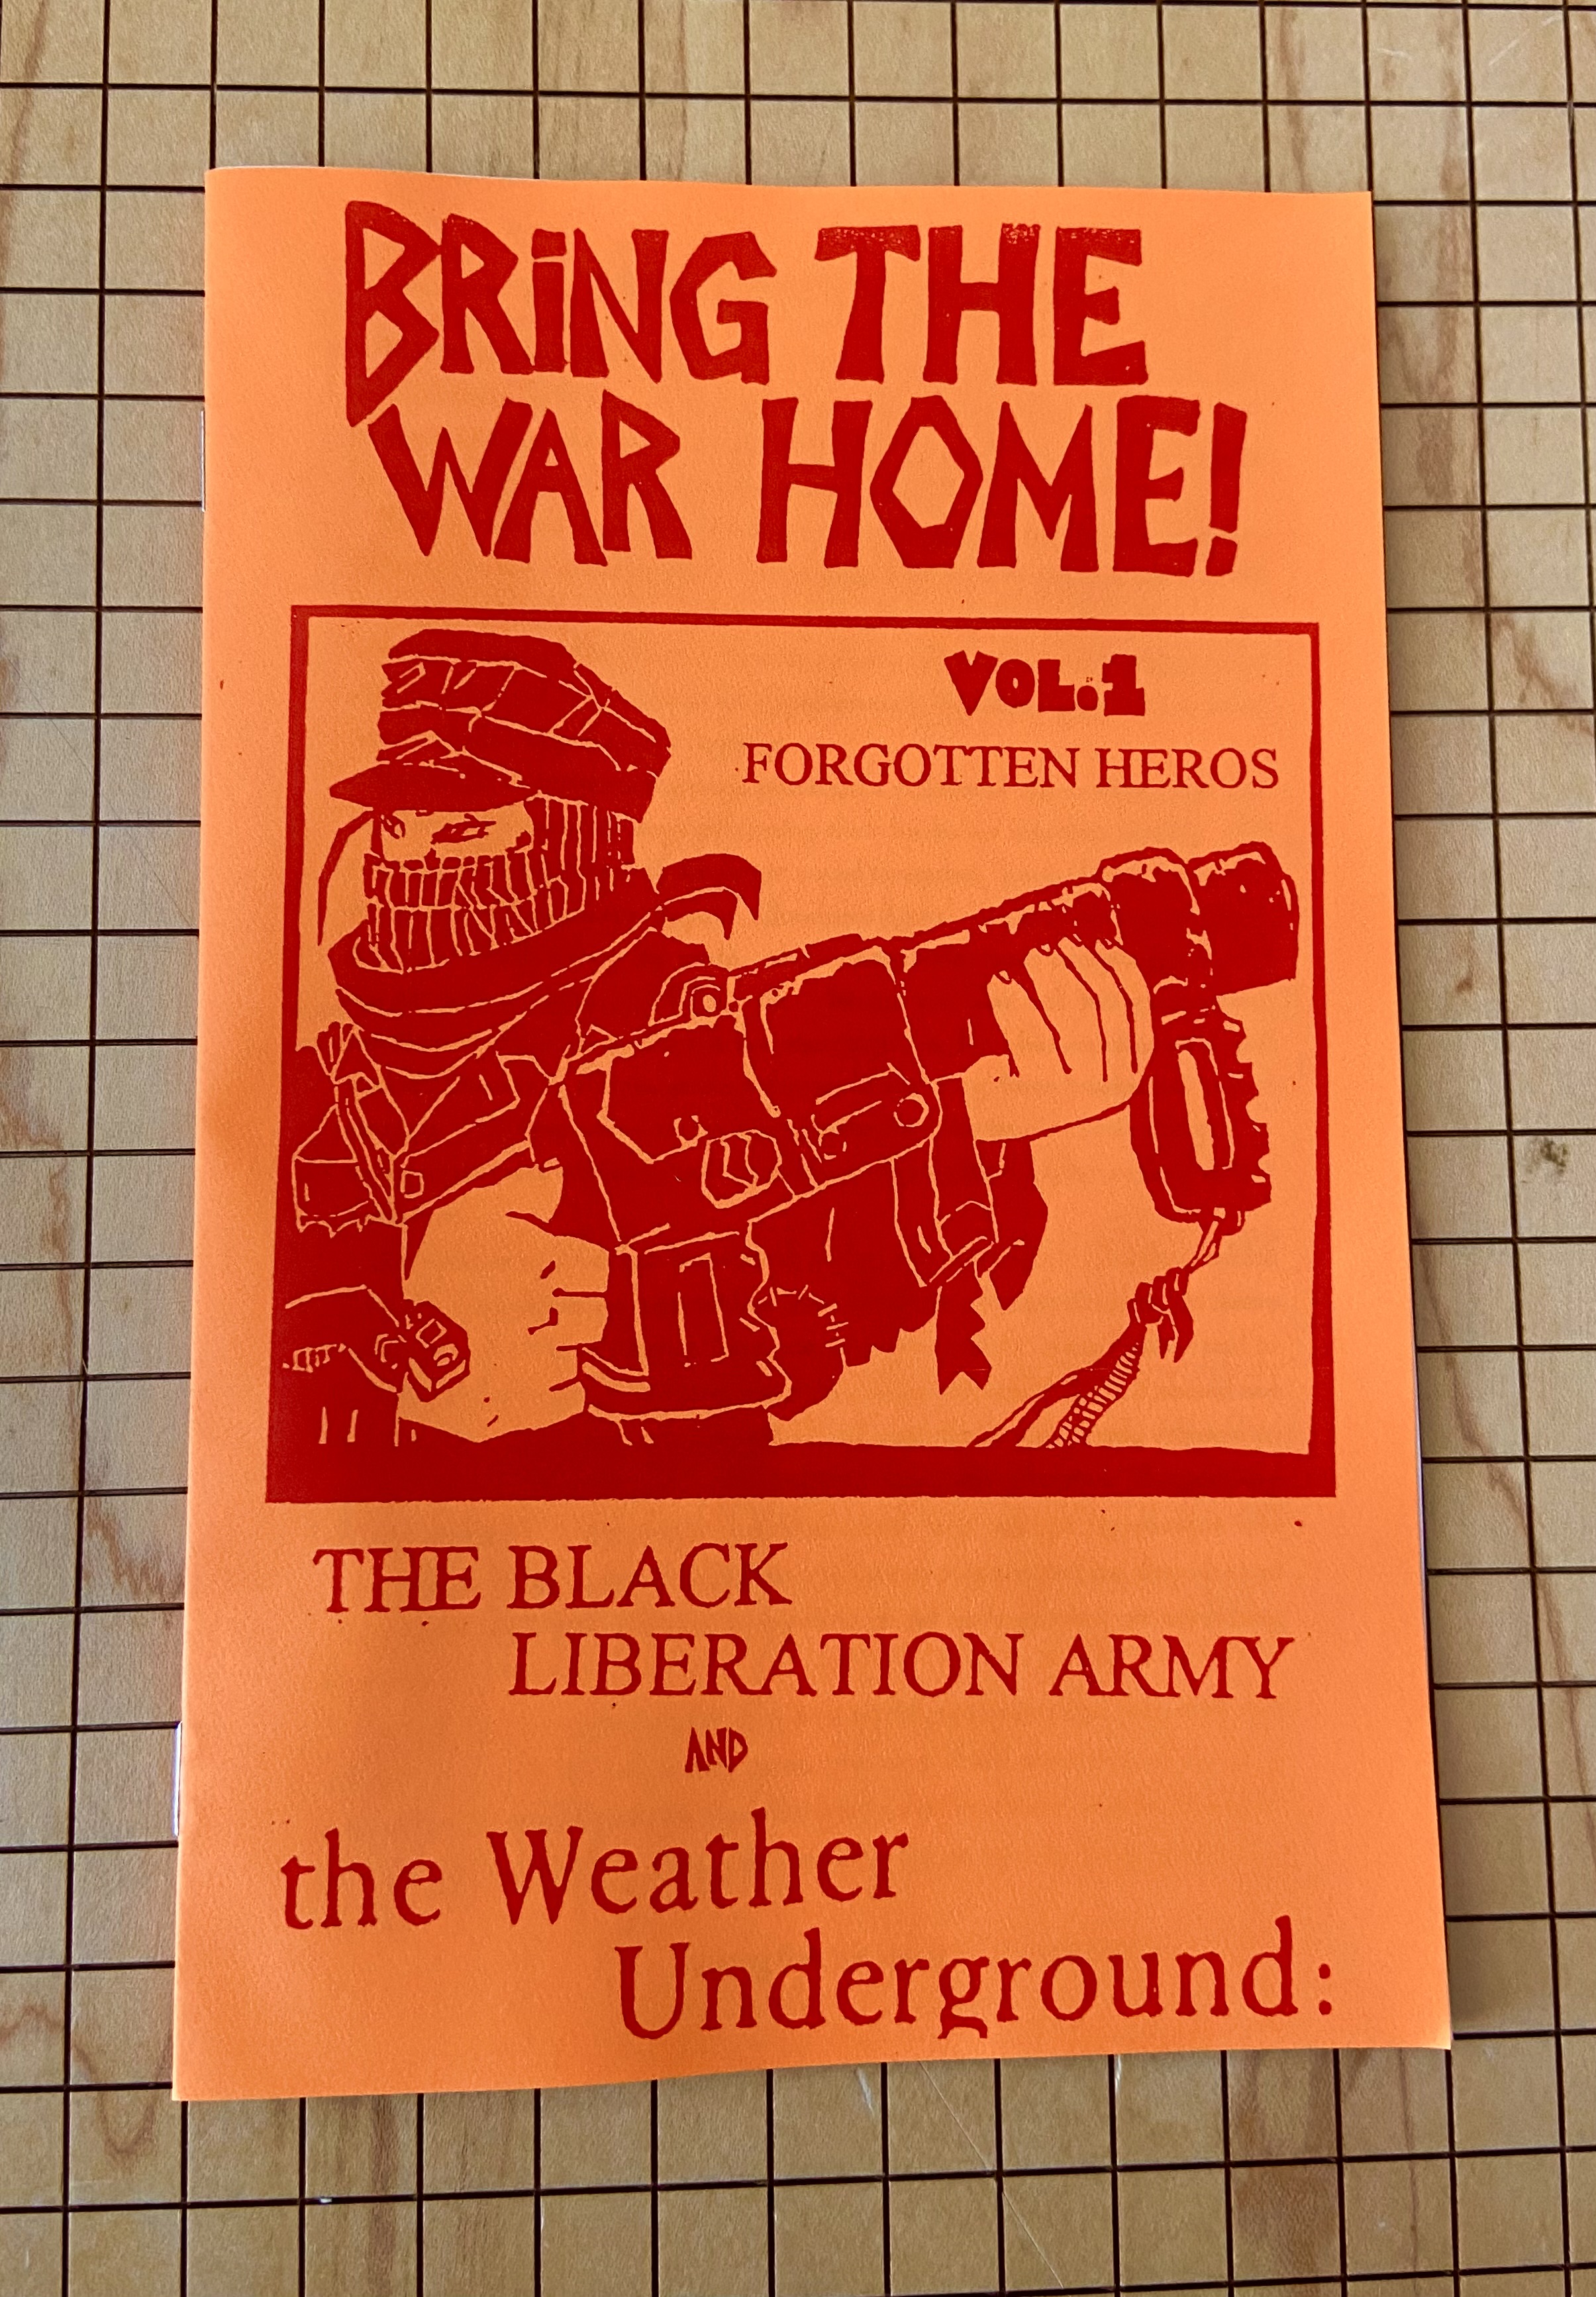 BRiNG THE
WAR HOME!
VOL.1
FORGOTTEN HEROS
THE BLACK
LIBERATION ARMY
AND
the Weather
Underground: